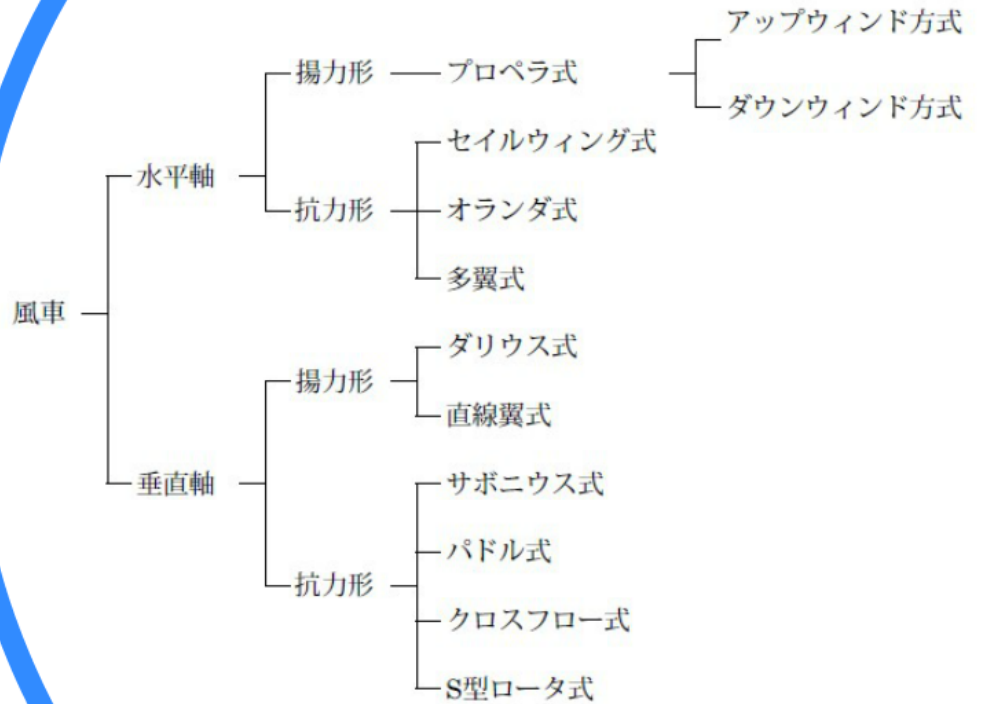 アップウィンド方式
揚力形 プロペラ式
ダウンウィンド方式
セイルウィング式
水平軸
抗力形 オランダ式
多翼式
風車
ダリウス式
揚力形
直線翼式
垂直軸 サボニウス式
パドル式
抗力形
クロスフロー式
S型ロータ式